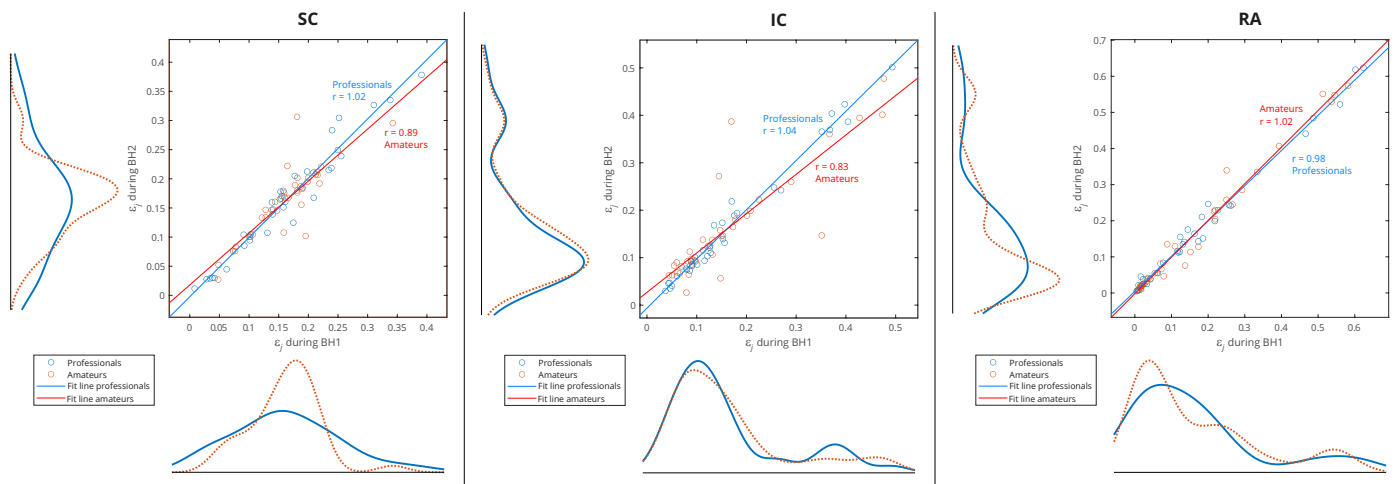 SC
0.4
0.35
0.3
0.25
0.2
0.15
0.1
0.05
0
ε_j during BH2
Professionals
r = 1.02
r = 0.89
Amateurs
0 0.05 0.1 0.15 0.2 0.25 0.3 0.35 0.4
ε_j during BH1
Professionals
Amateurs
Fit line professionals
Fit line amateurs
IC
0.5
0.4
0.3
0.2
0.1
0
ε_j during BH2
Professionals
r = 1.04
r = 0.83
Amateurs
0 0.1 0.2 0.3 0.4 0.5
ε_j during BH1
Professionals
Amateurs
Fit line professionals
Fit line amateurs
RA
0.7
0.6
0.5
0.4
0.3
0.2
0.1
0
ε_j during BH2
Amateurs
r = 1.02
r = 0.98
Professionals
0 0.1 0.2 0.3 0.4 0.5 0.6
ε_j during BH1
Professionals
Amateurs
Fit line professionals
Fit line amateurs